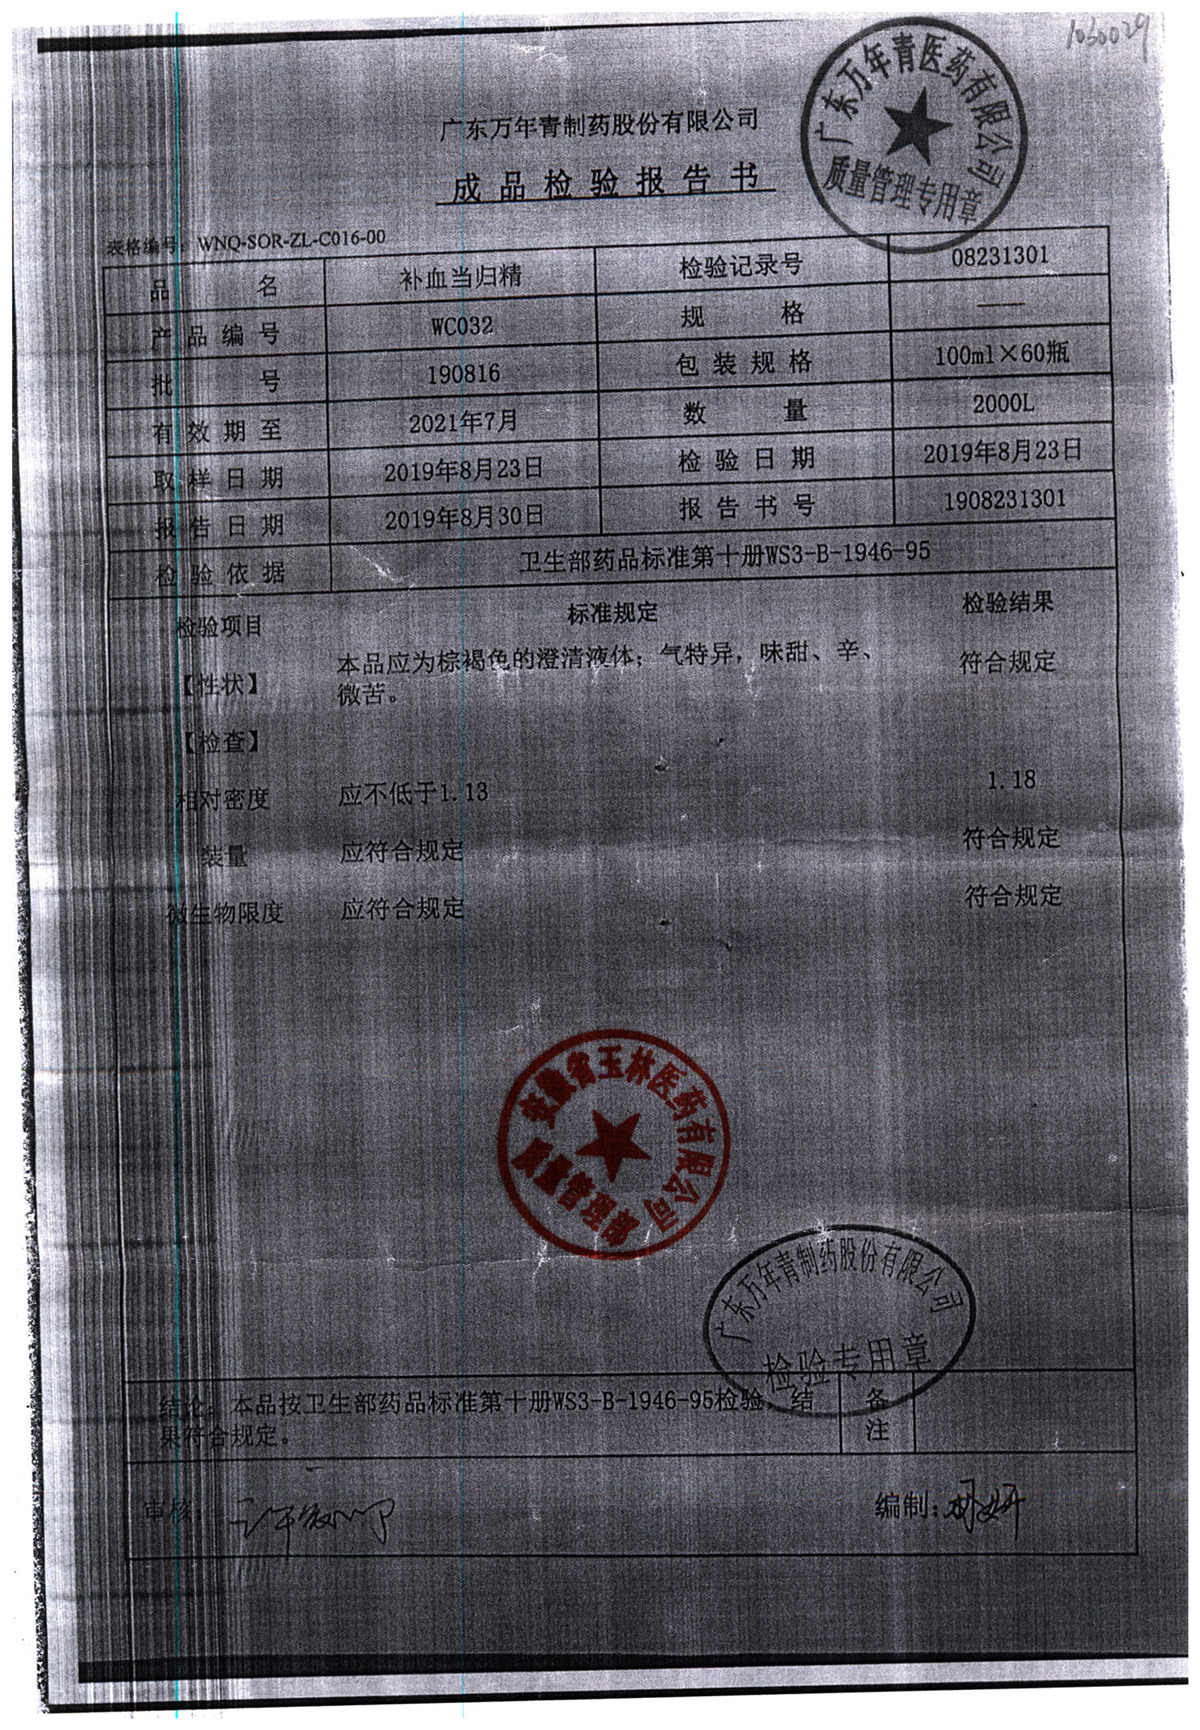 1030029
广东万年青医药有限公司
质量管理专用章
广东万年青制药股份有限公司
成品检验报告书
表格编号：WNQ-SOR-ZL-C016-00
品名 补血当归精 检验记录号 08231301
产品编号 WC032 规格 ——
批号 190816 包装规格 100ml×60瓶
有效期至 2021年7月 数量 2000L
取样日期 2019年8月23日 检验日期 2019年8月23日
报告日期 2019年8月30日 报告书号 1908231301
检验依据 卫生部药品标准第十册WS3-B-1946-95
检验项目 标准规定 检验结果
【性状】 本品应为棕褐色的澄清液体；气特异，味甜、辛、 符合规定
微苦。
【检查】
相对密度 应不低于1.13 1.18
装量 应符合规定 符合规定
微生物限度 应符合规定 符合规定
安徽省玉林医药有限公司
质量管理部
广东万年青制药股份有限公司
检验专用章
结论：本品按卫生部药品标准第十册WS3-B-1946-95检验，结 备
果符合规定。 注
审核： 编制：